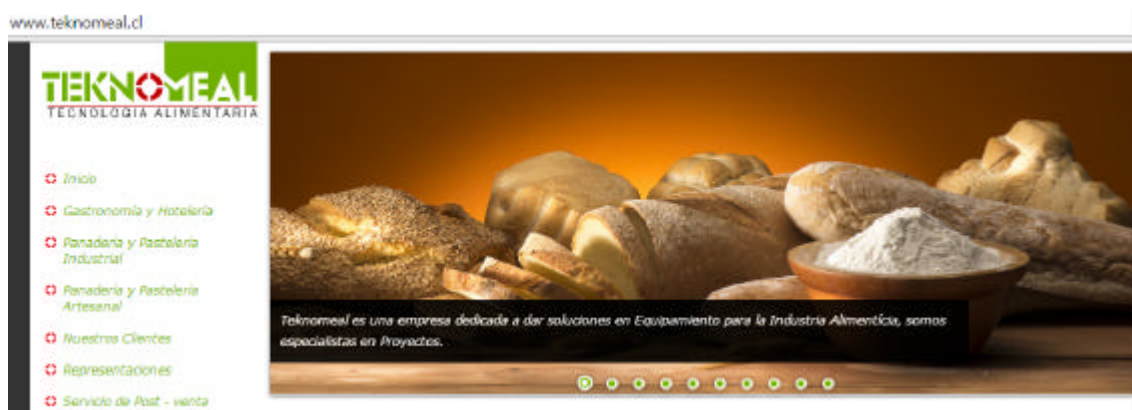 www.teknomeal.cl
TEKNOMEAL
TECNOLOGIA ALIMENTARIA
Inicio
Gastronomía y Hotelería
Panadería y Pastelería
Industrial
Panadería y Pastelería
Artesanal
Nuestros Clientes
Representaciones
Servicio de Post - venta
Teknomeal es una empresa dedicada a dar soluciones en Equipamiento para la Industria Alimenticia, somos
especialistas en Proyectos.